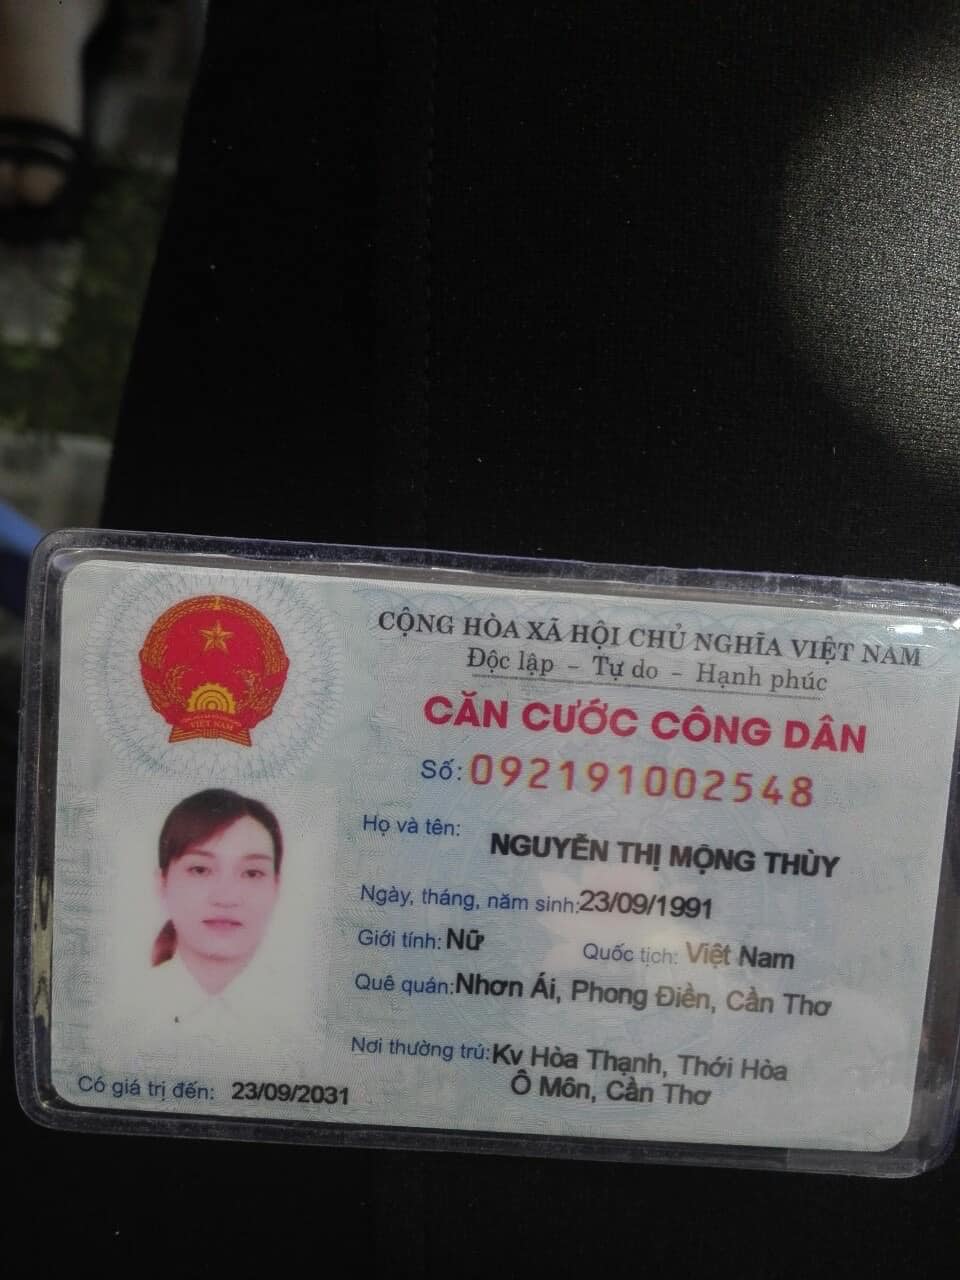 CỘNG HÒA XÃ HỘI CHỦ NGHĨA VIỆT NAM
Độc lập - Tự do - Hạnh phúc
CĂN CƯỚC CÔNG DÂN
Số: 092191002548
Họ và tên: NGUYỄN THỊ MỘNG THÙY
Ngày, tháng, năm sinh: 23/09/1991
Giới tính: Nữ Quốc tịch: Việt Nam
Quê quán: Nhơn Ái, Phong Điền, Cần Thơ
Nơi thường trú: Kv Hòa Thạnh, Thới Hòa
Ô Môn, Cần Thơ
Có giá trị đến: 23/09/2031
VIỆT NAM